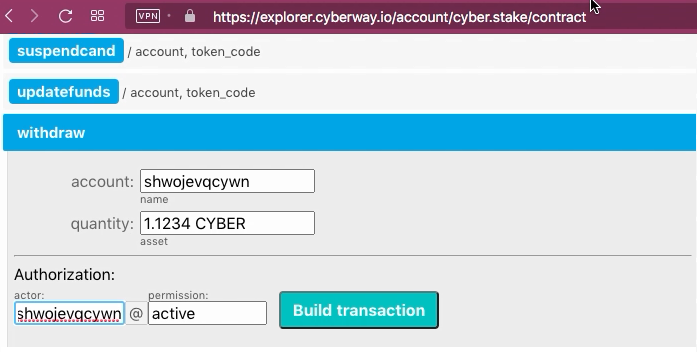 VPN https://explorer.cyberway.io/account/cyber.stake/contract
suspendcand / account, token_code
updatefunds / account, token_code
withdraw
account: shwojevqcywn
name
quantity: 1.1234 CYBER
asset
Authorization:
actor: permission:
shwojevqcywn @ active Build transaction